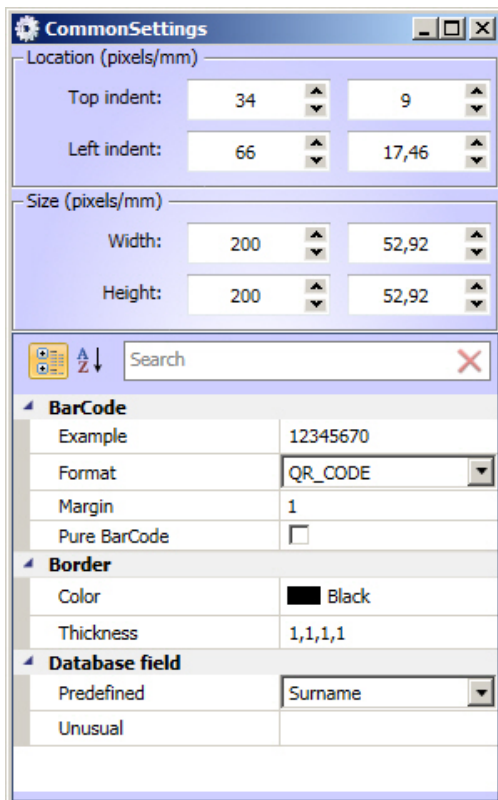 CommonSettings
Location (pixels/mm)
Top indent: 34 9
Left indent: 66 17,46
Size (pixels/mm)
Width: 200 52,92
Height: 200 52,92
A
Z Search
BarCode
Example 12345670
Format QR_CODE
Margin 1
Pure BarCode
Border
Color Black
Thickness 1,1,1,1
Database field
Predefined Surname
Unusual